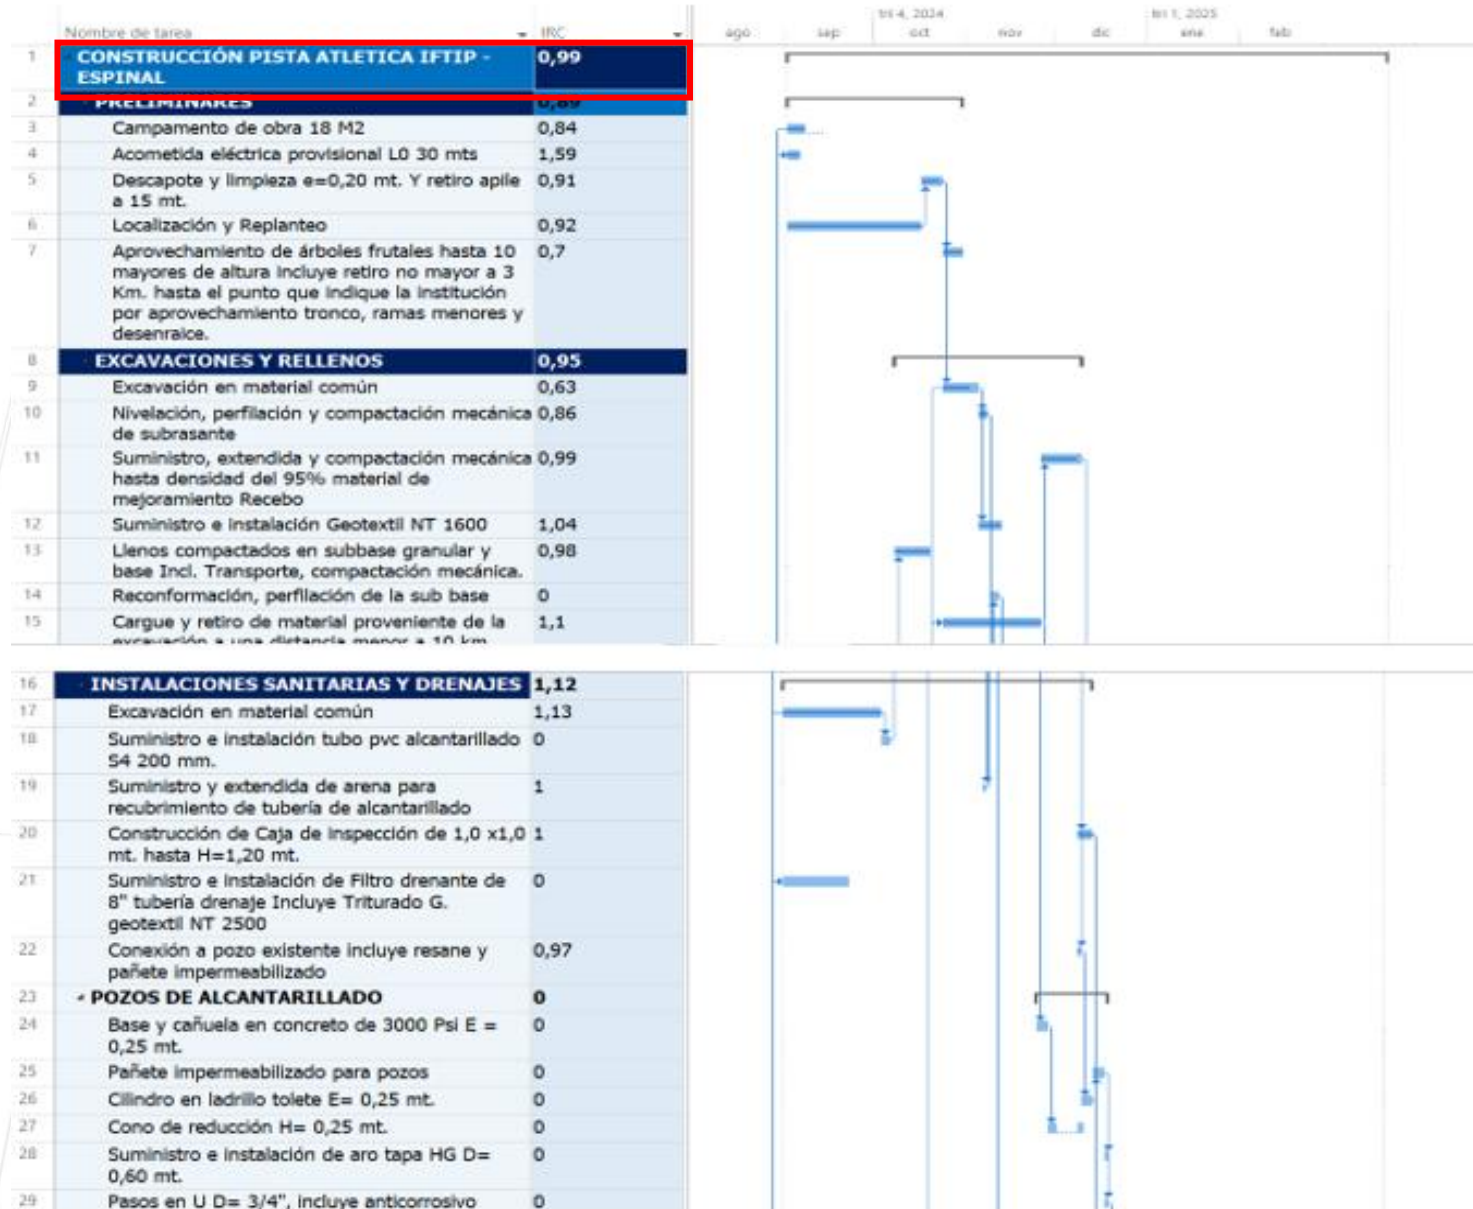 tri 4, 2024 tri 1, 2025
Nombre de tarea IRC ago sep oct nov dic ene feb
1 CONSTRUCCIÓN PISTA ATLETICA IFTIP - 0,99
ESPINAL
2 PRELIMINARES 0,89
3 Campamento de obra 18 M2 0,84
4 Acometida eléctrica provisional L0 30 mts 1,59
5 Descapote y limpieza e=0,20 mt. Y retiro apile 0,91
a 15 mt.
6 Localización y Replanteo 0,92
7 Aprovechamiento de árboles frutales hasta 10 0,7
mayores de altura incluye retiro no mayor a 3
Km. hasta el punto que indique la institución
por aprovechamiento tronco, ramas menores y
desenraice.
8 EXCAVACIONES Y RELLENOS 0,95
9 Excavación en material común 0,63
10 Nivelación, perfilación y compactación mecánica 0,86
de subrasante
11 Suministro, extendida y compactación mecánica 0,99
hasta densidad del 95% material de
mejoramiento Recebo
12 Suministro e instalación Geotextil NT 1600 1,04
13 Llenos compactados en subbase granular y 0,98
base Incl. Transporte, compactación mecánica.
14 Reconformación, perfilación de la sub base 0
15 Cargue y retiro de material proveniente de la 1,1
excavación a una distancia menor a 10 km
16 INSTALACIONES SANITARIAS Y DRENAJES 1,12
17 Excavación en material común 1,13
18 Suministro e instalación tubo pvc alcantarillado 0
S4 200 mm.
19 Suministro y extendida de arena para 1
recubrimiento de tubería de alcantarillado
20 Construcción de Caja de inspección de 1,0 x1,0 1
mt. hasta H=1,20 mt.
21 Suministro e instalación de Filtro drenante de 0
8" tubería drenaje Incluye Triturado G.
geotextil NT 2500
22 Conexión a pozo existente incluye resane y 0,97
pañete impermeabilizado
23 POZOS DE ALCANTARILLADO 0
24 Base y cañuela en concreto de 3000 Psi E = 0
0,25 mt.
25 Pañete impermeabilizado para pozos 0
26 Cilindro en ladrillo tolete E= 0,25 mt. 0
27 Cono de reducción H= 0,25 mt. 0
28 Suministro e instalación de aro tapa HG D= 0
0,60 mt.
29 Pasos en U D= 3/4", incluye anticorrosivo 0